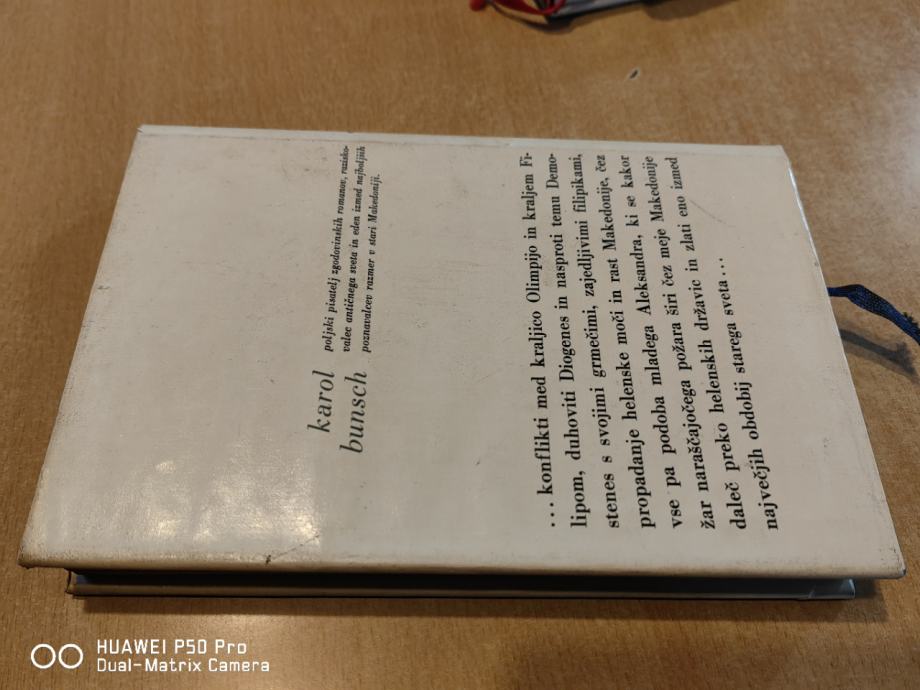 karol
bunsch
poljski pisatelj zgodovinskih romanov, razisko-
valec antičnega sveta in eden izmed najboljših
poznavalcev razmer v stari Makedoniji.
...konflikti med kraljico Olimpijo in kraljem Fi-
lipom, duhoviti Diogenes in nasproti temu Demo-
stenes s svojimi grmečimi, zajedljivimi filipikami,
propadanje helenske moči in rast Makedonije, čez
vse pa podoba mladega Aleksandra, ki se kakor
žar naraščajočega požara širi čez meje Makedonije
daleč preko helenskih državic in zlati eno izmed
največjih obdobij starega sveta...
HUAWEI P50 Pro
Dual-Matrix Camera